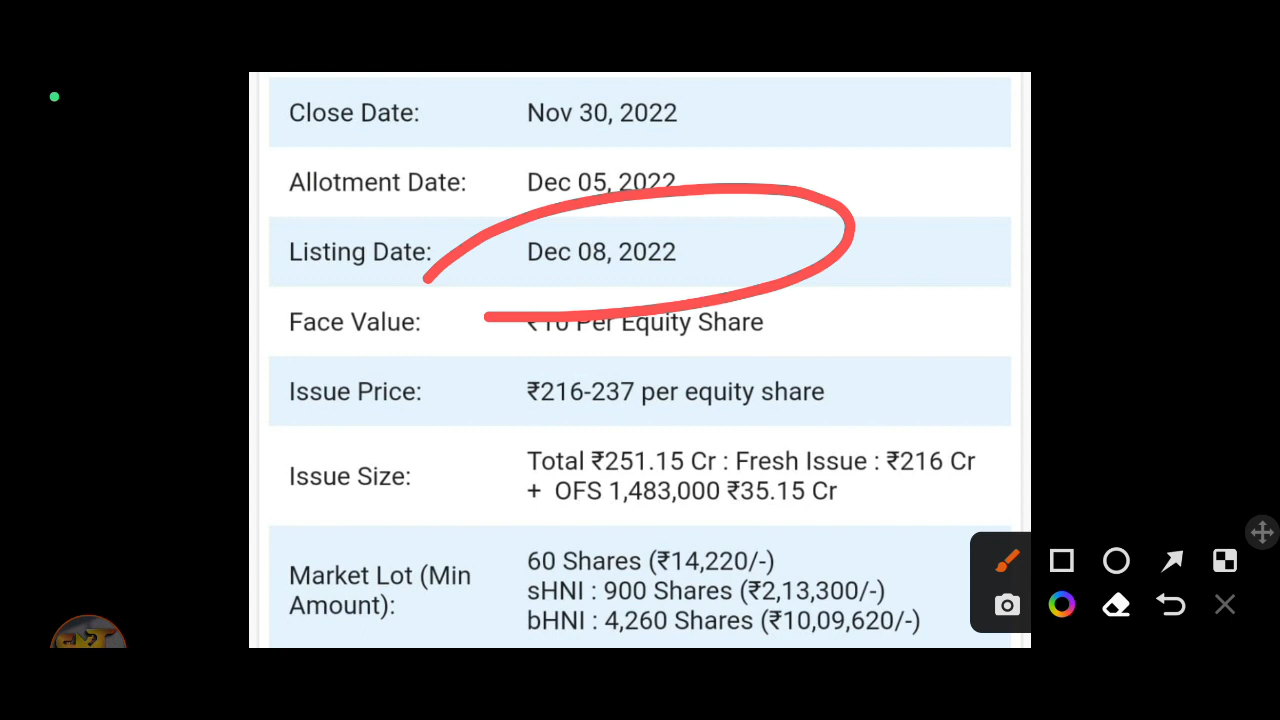 Close Date: Nov 30, 2022
Allotment Date: Dec 05, 2022
Listing Date: Dec 08, 2022
Face Value: ₹10 Per Equity Share
Issue Price: ₹216-237 per equity share
Issue Size: Total ₹251.15 Cr : Fresh Issue : ₹216 Cr
+ OFS 1,483,000 ₹35.15 Cr
Market Lot (Min Amount): 60 Shares (₹14,220/-)
sHNI : 900 Shares (₹2,13,300/-)
bHNI : 4,260 Shares (₹10,09,620/-)